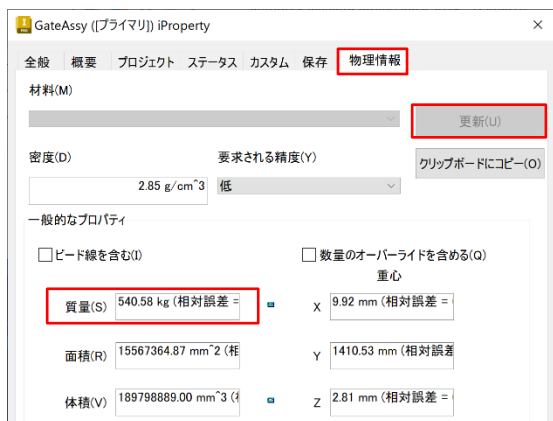 GateAssy ([プライマリ]) iProperty
全般 概要 プロジェクト ステータス カスタム 保存 物理情報
材料(M)
更新(U)
密度(D) 要求される精度(Y)
クリップボードにコピー(O)
2.85 g/cm^3 低
一般的なプロパティ
ビード線を含む(I) 数量のオーバーライドを含める(Q)
重心
質量(S) 540.58 kg (相対誤差 = X 9.92 mm (相対誤差 =
面積(R) 15567364.87 mm^2 (相 Y 1410.53 mm (相対誤差
体積(V) 189798889.00 mm^3 ( Z 2.81 mm (相対誤差 =